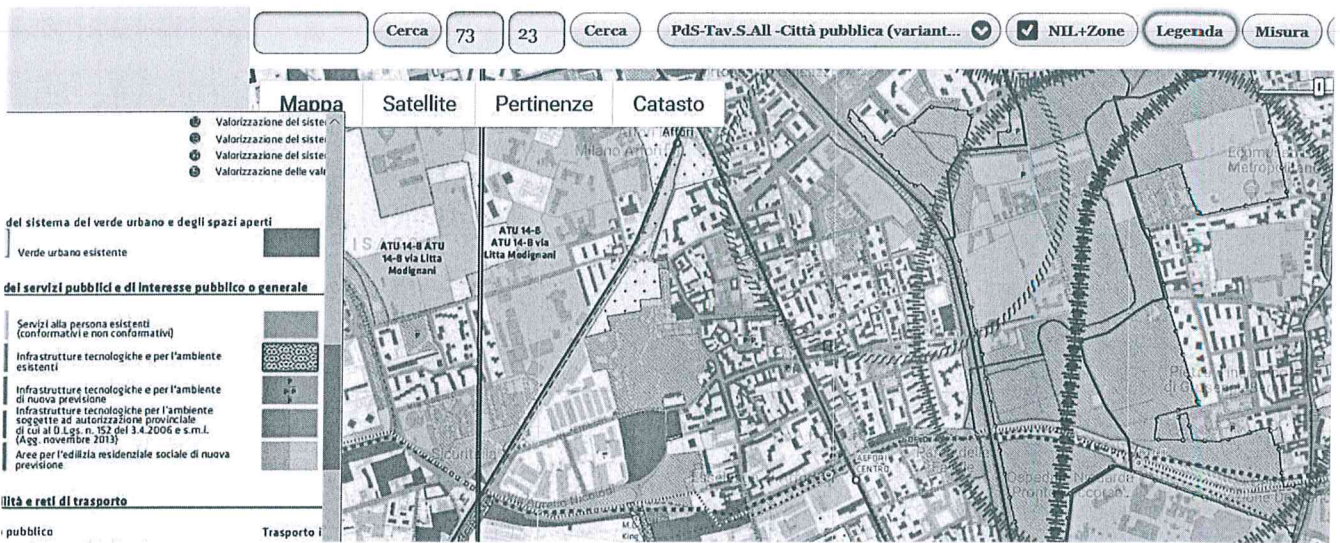 Cerca
73
23
Cerca
PdS-Tav.S.All -Città pubblica (variant...
NIL+Zone
Legenda
Misura
Mappa
Satellite
Pertinenze
Catasto
Valorizzazione del siste
Valorizzazione del siste
Valorizzazione del siste
Valorizzazione delle valr
del sistema del verde urbano e degli spazi aperti
Verde urbano esistente
dei servizi pubblici e di interesse pubblico o generale
Servizi alla persona esistenti
(conformativi e non conformativi)
Infrastrutture tecnologiche e per l'ambiente
esistenti
Infrastrutture tecnologiche e per l'ambiente
di nuova previsione
Infrastrutture tecnologiche per l'ambiente
soggette ad autorizzazione provinciale
di cui al D.Lgs. n. 152 del 3.4.2006 e s.m.i.
(Agg. novembre 2013)
Aree per l'edilizia residenziale sociale di nuova
previsione
ilità e reti di trasporto
pubblico
Trasporto i
Affori
Milano Affori
ATU 14-8 ATU
14-8 via Litta
Modignani
ATU 14-8
ATU 14-8 via
Litta Modignani
AFFORI
CENTRO